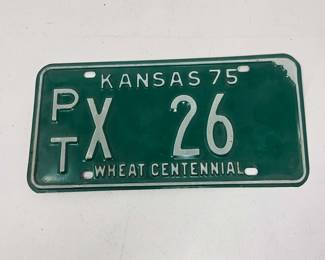 KANSAS 75
PT X 26
WHEAT CENTENNIAL